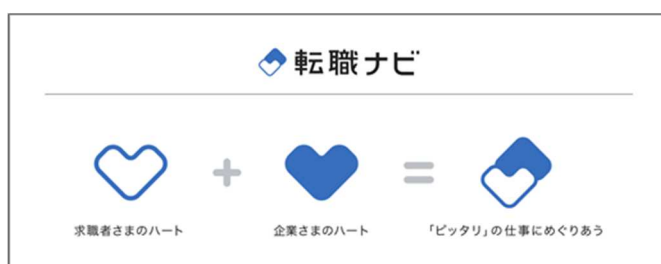 転職ナビ
+
=
求職者さまのハート
企業さまのハート
「ピッタリ」の仕事にめぐりあう